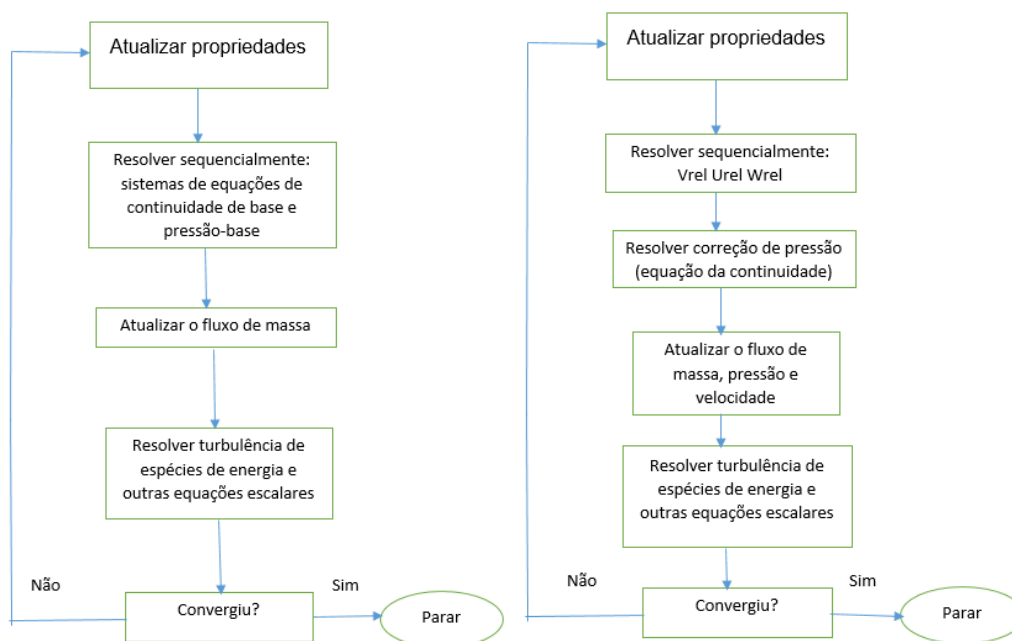 Atualizar propriedades
Resolver sequencialmente:
sistemas de equações de
continuidade de base e
pressão-base
Atualizar o fluxo de massa
Resolver turbulência de
espécies de energia e
outras equações escalares
Não
Convergiu?
Sim
Parar
Atualizar propriedades
Resolver sequencialmente:
Vrel Urel Wrel
Resolver correção de pressão
(equação da continuidade)
Atualizar o fluxo de
massa, pressão e
velocidade
Resolver turbulência de
espécies de energia e
outras equações escalares
Não
Convergiu?
Sim
Parar